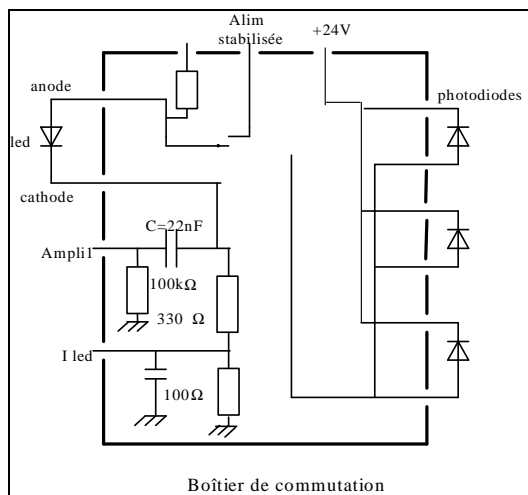 Alim
stabilisée
+24V
anode
photodiodes
led
cathode
C=22nF
Ampli1
100kΩ
330 Ω
I led
100Ω
Boîtier de commutation